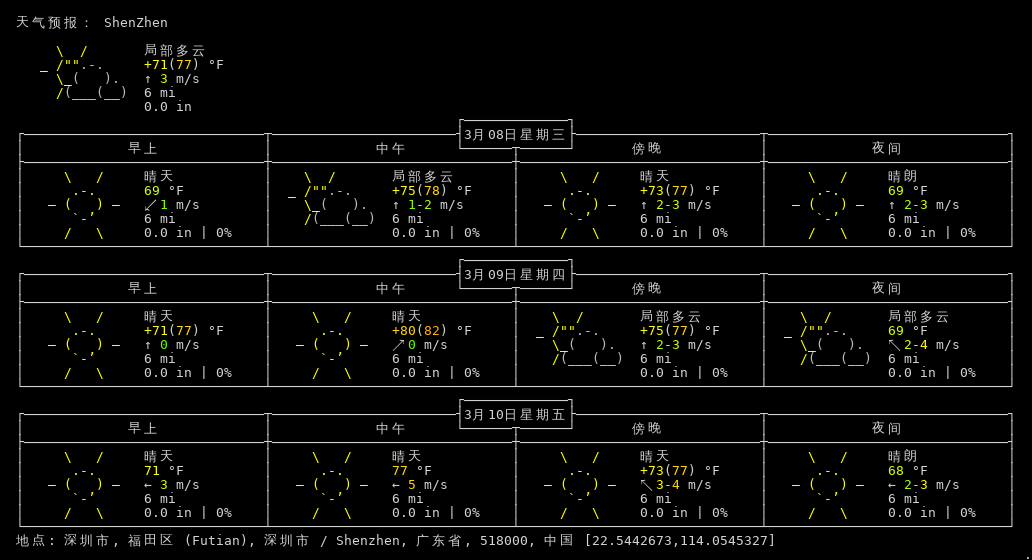 天气预报： ShenZhen
局部多云
+71(77) °F
↑ 3 m/s
6 mi
0.0 in
3月08日星期三
早上 中午 傍晚 夜间
晴天 局部多云 晴天 晴朗
69 °F +75(78) °F +73(77) °F 69 °F
↙ 1 m/s ↑ 1-2 m/s ↑ 2-3 m/s ↑ 2-3 m/s
6 mi 6 mi 6 mi 6 mi
0.0 in | 0% 0.0 in | 0% 0.0 in | 0% 0.0 in | 0%
3月09日星期四
早上 中午 傍晚 夜间
晴天 晴天 局部多云 局部多云
+71(77) °F +80(82) °F +75(77) °F 69 °F
↑ 0 m/s ↗ 0 m/s ↑ 2-3 m/s ↖ 2-4 m/s
6 mi 6 mi 6 mi 6 mi
0.0 in | 0% 0.0 in | 0% 0.0 in | 0% 0.0 in | 0%
3月10日星期五
早上 中午 傍晚 夜间
晴天 晴天 晴天 晴朗
71 °F 77 °F +73(77) °F 68 °F
← 3 m/s ← 5 m/s ↖ 3-4 m/s ← 2-3 m/s
6 mi 6 mi 6 mi 6 mi
0.0 in | 0% 0.0 in | 0% 0.0 in | 0% 0.0 in | 0%
地点: 深圳市, 福田区 (Futian), 深圳市 / Shenzhen, 广东省, 518000, 中国 [22.5442673,114.0545327]